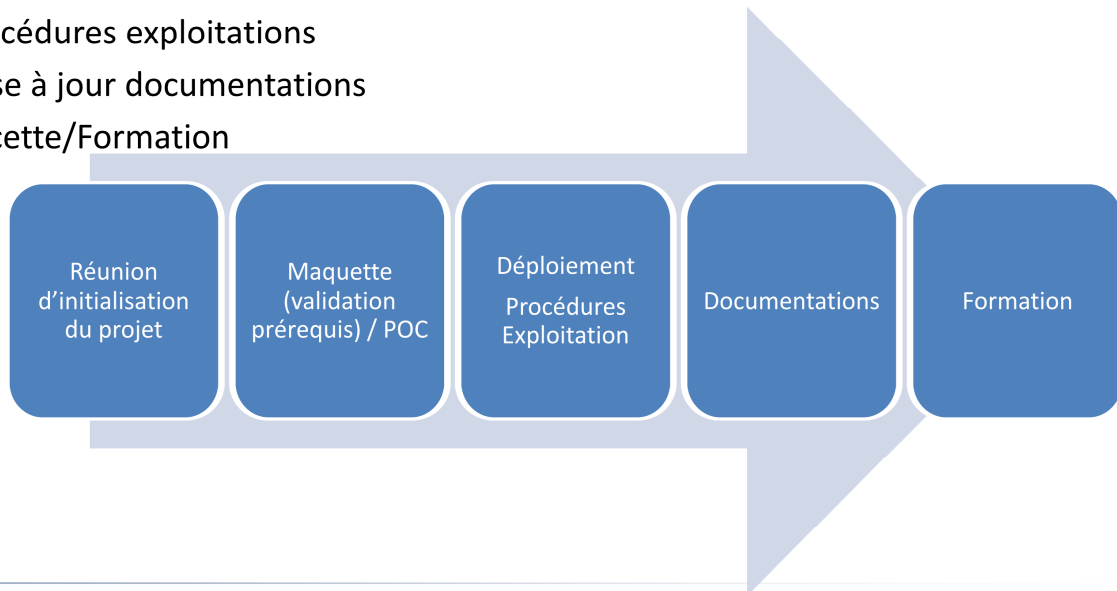 cédures exploitations
se à jour documentations
cette/Formation
Réunion
d’initialisation
du projet
Maquette
(validation
prérequis) / POC
Déploiement
Procédures
Exploitation
Documentations
Formation